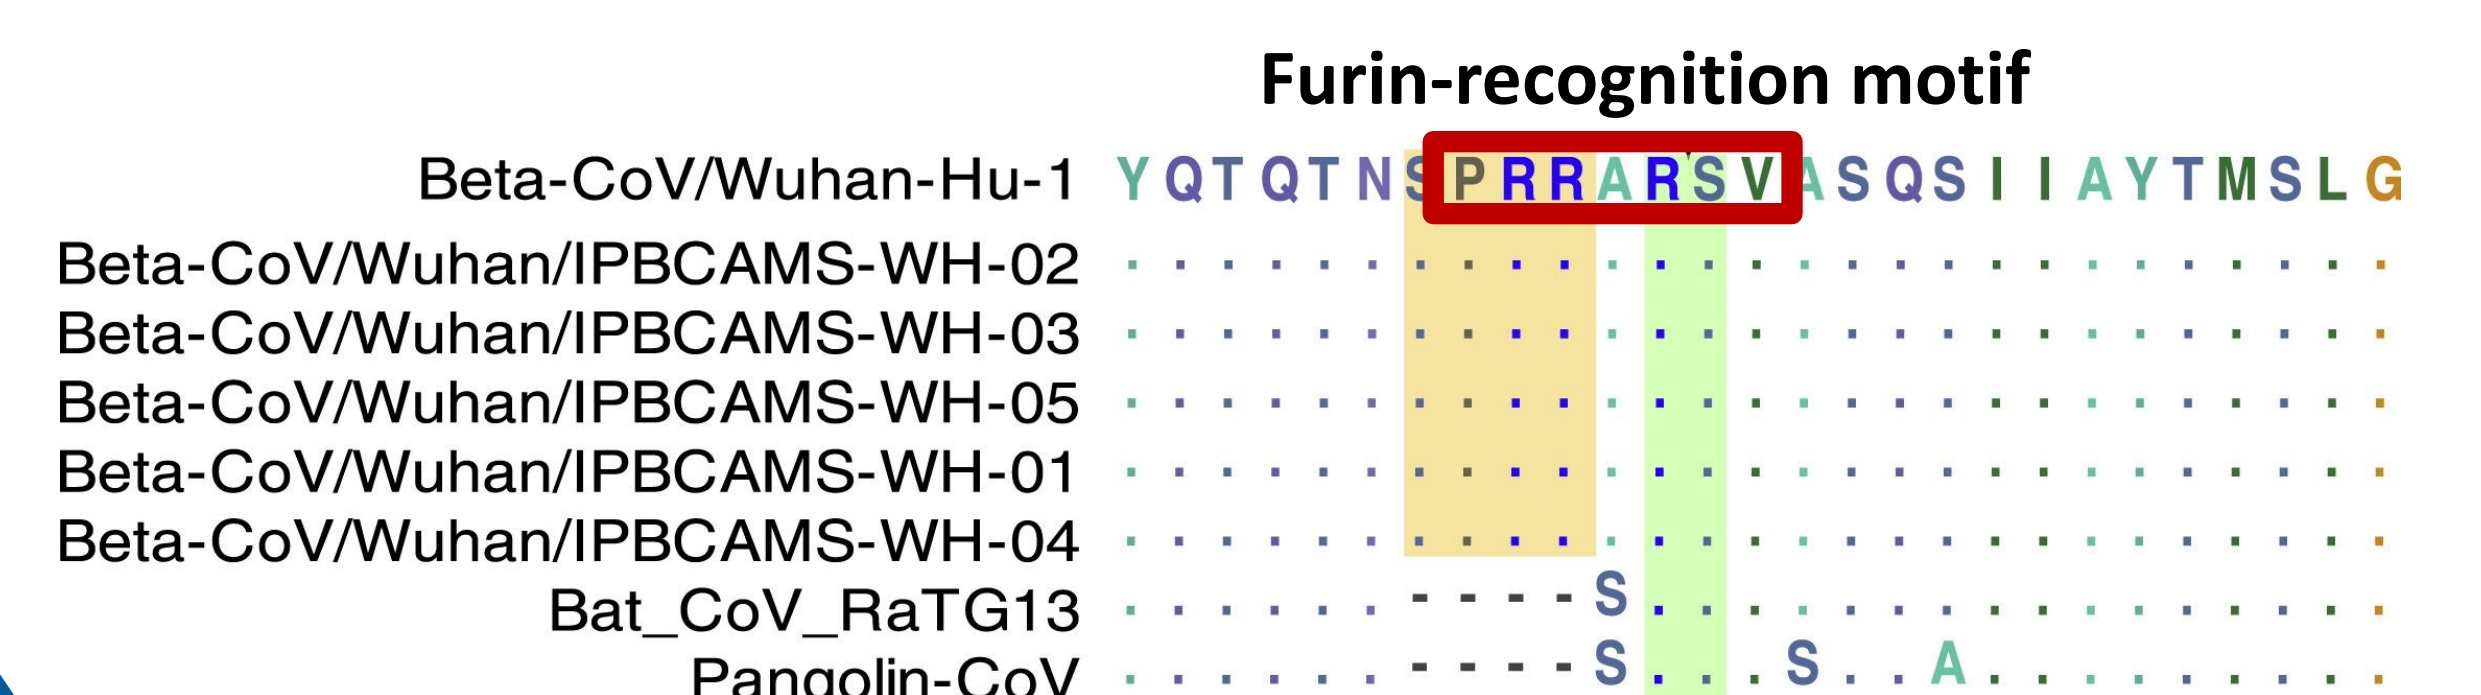 Furin-recognition motif
Beta-CoV/Wuhan-Hu-1 Y Q T Q T N S P R R A R S V A S Q S I I A Y T M S L G
Beta-CoV/Wuhan/IPBCAMS-WH-02 . . . . . . . . . . . . . . . . . . . . . . . . . . .
Beta-CoV/Wuhan/IPBCAMS-WH-03 . . . . . . . . . . . . . . . . . . . . . . . . . . .
Beta-CoV/Wuhan/IPBCAMS-WH-05 . . . . . . . . . . . . . . . . . . . . . . . . . . .
Beta-CoV/Wuhan/IPBCAMS-WH-01 . . . . . . . . . . . . . . . . . . . . . . . . . . .
Beta-CoV/Wuhan/IPBCAMS-WH-04 . . . . . . . . . . . . . . . . . . . . . . . . . . .
Bat_CoV_RaTG13 . . . . . . - - - - S . . . . . . . . . . . . . . . .
Pangolin-CoV . . . . . . - - - - S . . . S . . A . . . . . . . . .